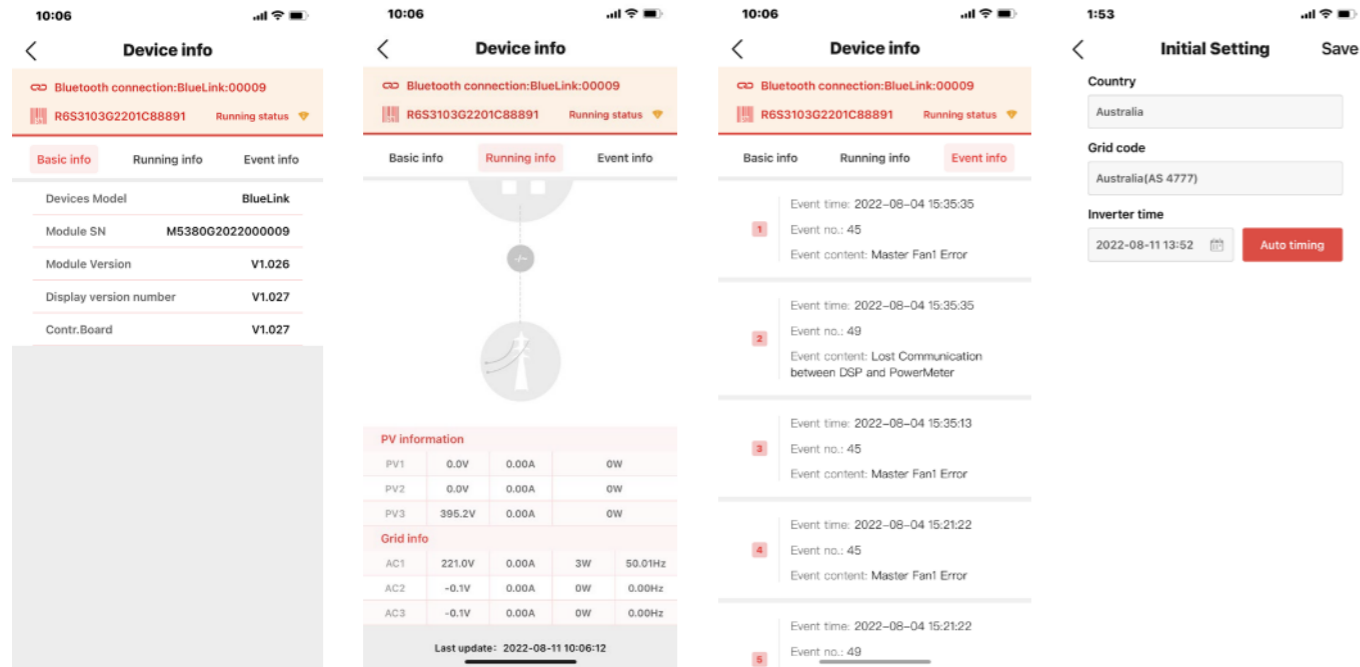 10:06
Device info
Bluetooth connection:BlueLink:00009
R6S3103G2201C88891 Running status
Basic info Running info Event info
Devices Model BlueLink
Module SN M5380G2022000009
Module Version V1.026
Display version number V1.027
Contr.Board V1.027
10:06
Device info
Bluetooth connection:BlueLink:00009
R6S3103G2201C88891 Running status
Basic info Running info Event info
-/-
PV information
PV1 0.0V 0.00A 0W
PV2 0.0V 0.00A 0W
PV3 395.2V 0.00A 0W
Grid info
AC1 221.0V 0.00A 3W 50.01Hz
AC2 -0.1V 0.00A 0W 0.00Hz
AC3 -0.1V 0.00A 0W 0.00Hz
Last update: 2022-08-11 10:06:12
10:06
Device info
Bluetooth connection:BlueLink:00009
R6S3103G2201C88891 Running status
Basic info Running info Event info
Event time: 2022-08-04 15:35:35
1 Event no.: 45
Event content: Master Fan1 Error
Event time: 2022-08-04 15:35:35
Event no.: 49
2
Event content: Lost Communication
between DSP and PowerMeter
Event time: 2022-08-04 15:35:13
3 Event no.: 45
Event content: Master Fan1 Error
Event time: 2022-08-04 15:21:22
4 Event no.: 45
Event content: Master Fan1 Error
Event time: 2022-08-04 15:21:22
Event no.: 49
5
1:53
Initial Setting Save
Country
Australia
Grid code
Australia(AS 4777)
Inverter time
2022-08-11 13:52 Auto timing